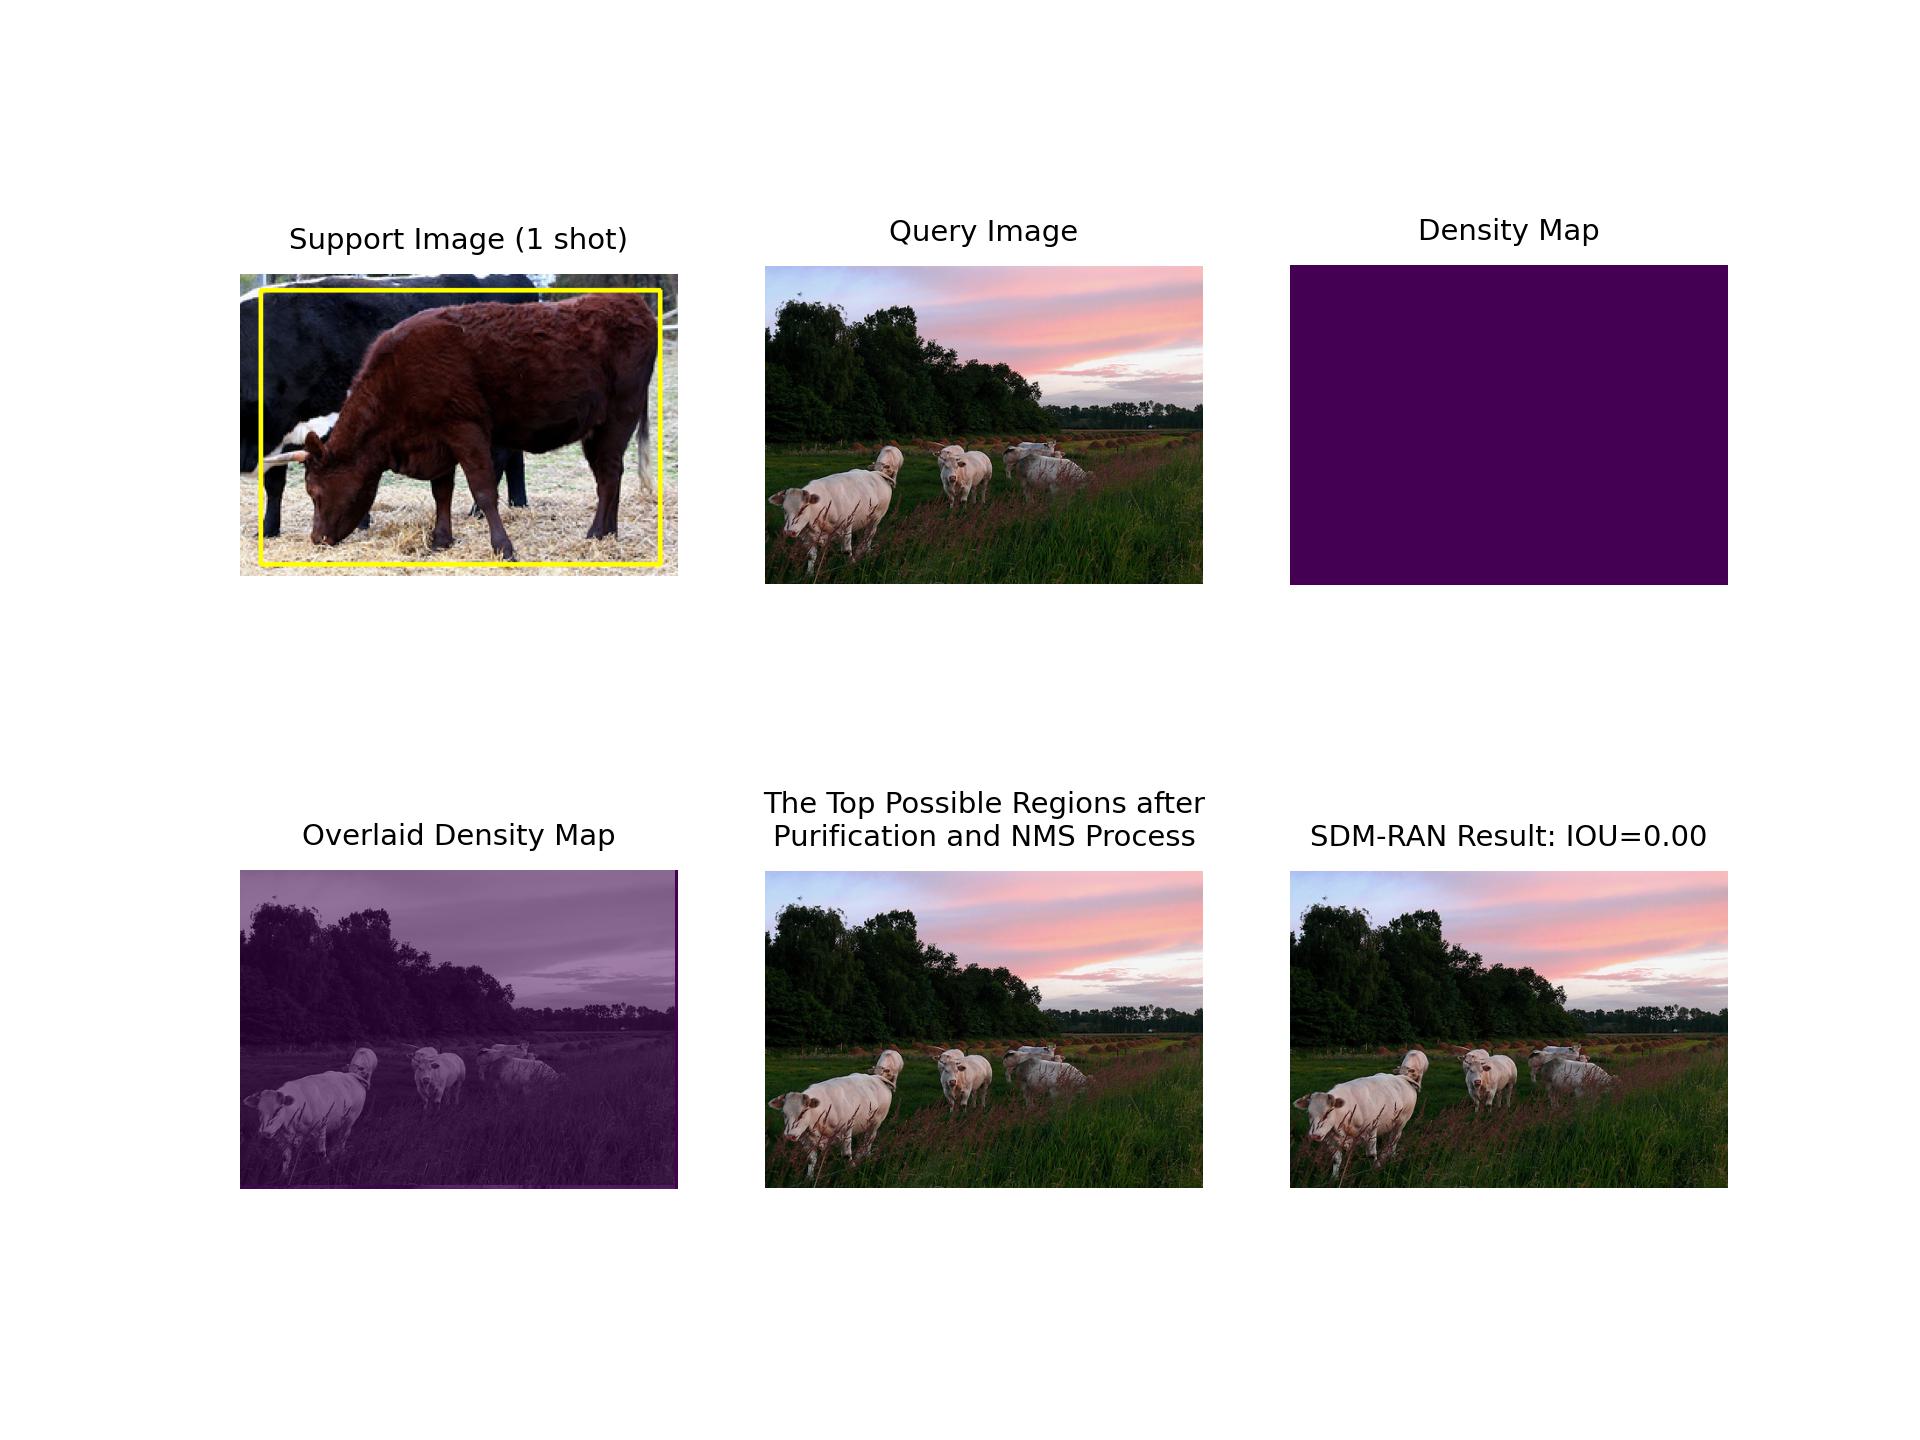 Support Image (1 shot)
Query Image
Density Map
Overlaid Density Map
The Top Possible Regions after
Purification and NMS Process
SDM-RAN Result: IOU=0.00